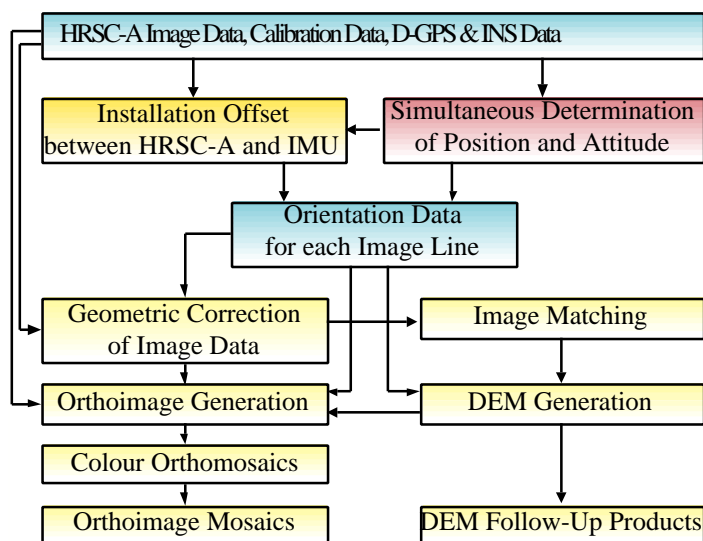 HRSC-A Image Data, Calibration Data, D-GPS & INS Data
Installation Offset
between HRSC-A and IMU
Simultaneous Determination
of Position and Attitude
Orientation Data
for each Image Line
Geometric Correction
of Image Data
Image Matching
Orthoimage Generation
DEM Generation
Colour Orthomosaics
Orthoimage Mosaics
DEM Follow-Up Products